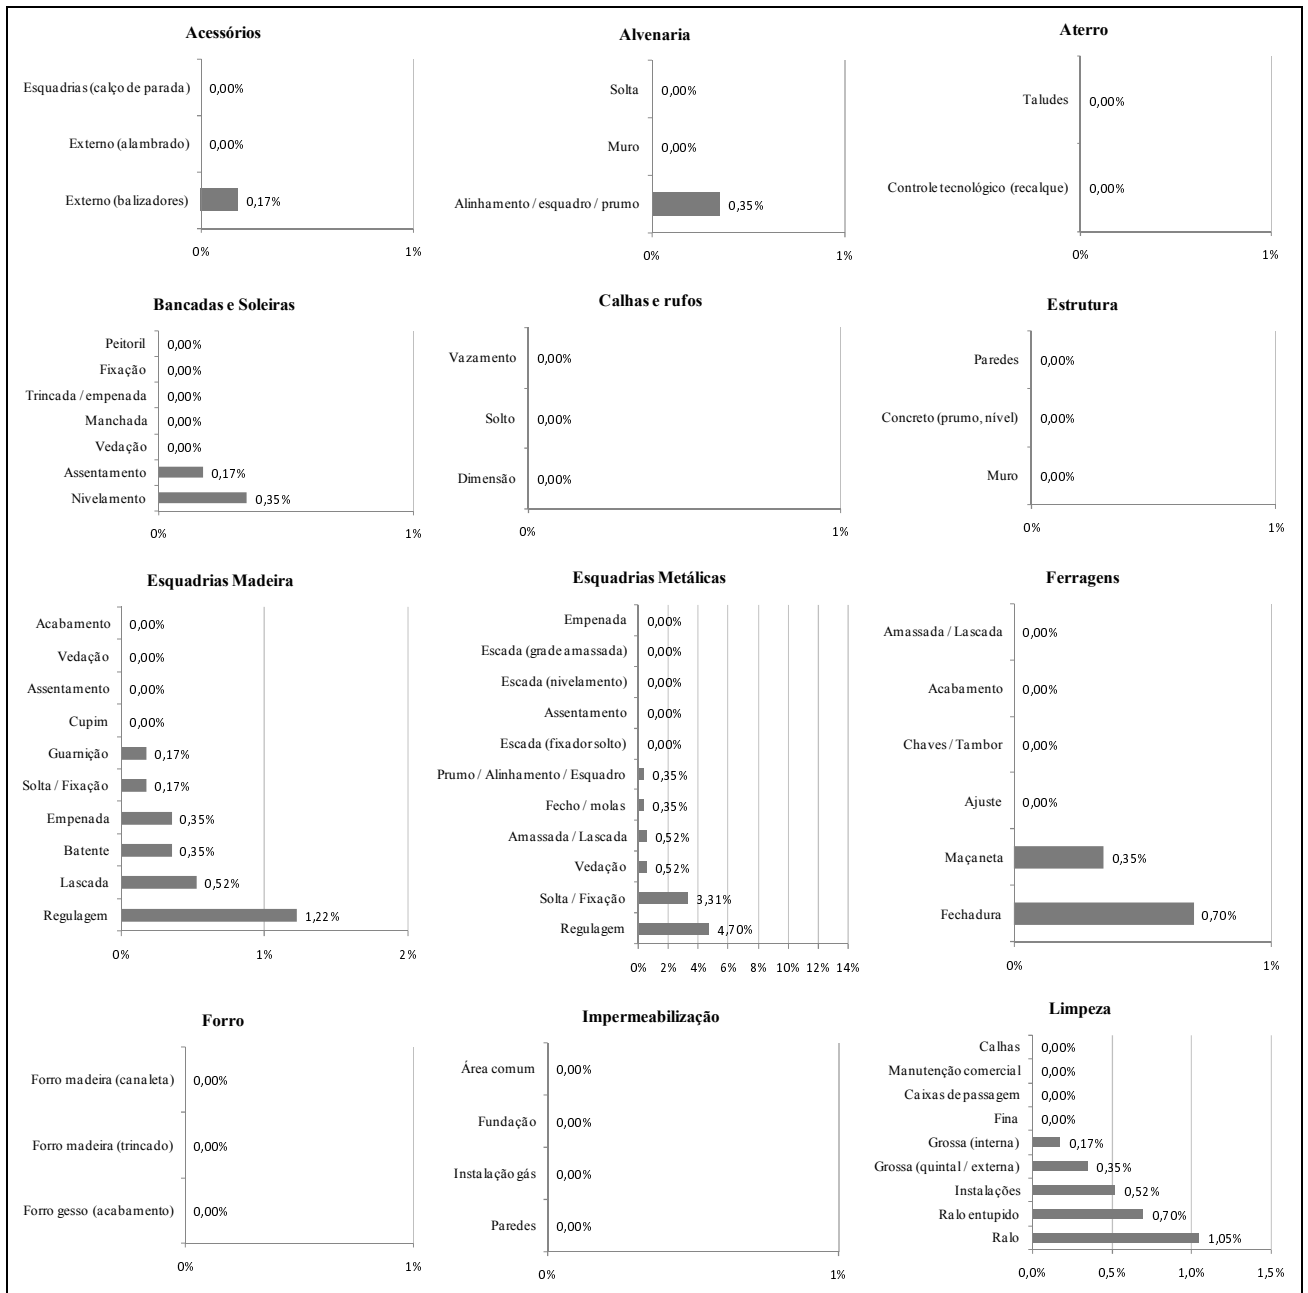 Acessórios
Esquadrias (calço de parada) 0,00%
Externo (alambrado) 0,00%
Externo (balizadores) 0,17%
0% 1%
Alvenaria
Solta 0,00%
Muro 0,00%
Alinhamento / esquadro / prumo 0,35%
0% 1%
Aterro
Taludes 0,00%
Controle tecnológico (recalque) 0,00%
0% 1%
Bancadas e Soleiras
Peitoril 0,00%
Fixação 0,00%
Trincada / empenada 0,00%
Manchada 0,00%
Vedação 0,00%
Assentamento 0,17%
Nivelamento 0,35%
0% 1%
Calhas e rufos
Vazamento 0,00%
Solto 0,00%
Dimensão 0,00%
0% 1%
Estrutura
Paredes 0,00%
Concreto (prumo, nível) 0,00%
Muro 0,00%
0% 1%
Esquadrias Madeira
Acabamento 0,00%
Vedação 0,00%
Assentamento 0,00%
Cupim 0,00%
Guarnição 0,17%
Solta / Fixação 0,17%
Empenada 0,35%
Batente 0,35%
Lascada 0,52%
Regulagem 1,22%
0% 1% 2%
Esquadrias Metálicas
Empenada 0,00%
Escada (grade amassada) 0,00%
Escada (nivelamento) 0,00%
Assentamento 0,00%
Escada (fixador solto) 0,00%
Prumo / Alinhamento / Esquadro 0,35%
Fecho / molas 0,35%
Amassada / Lascada 0,52%
Vedação 0,52%
Solta / Fixação 3,31%
Regulagem 4,70%
0% 2% 4% 6% 8% 10% 12% 14%
Ferragens
Amassada / Lascada 0,00%
Acabamento 0,00%
Chaves / Tambor 0,00%
Ajuste 0,00%
Maçaneta 0,35%
Fechadura 0,70%
0% 1%
Forro
Forro madeira (canaleta) 0,00%
Forro madeira (trincado) 0,00%
Forro gesso (acabamento) 0,00%
0% 1%
Impermeabilização
Área comum 0,00%
Fundação 0,00%
Instalação gás 0,00%
Paredes 0,00%
0% 1%
Limpeza
Calhas 0,00%
Manutenção comercial 0,00%
Caixas de passagem 0,00%
Fina 0,00%
Grossa (interna) 0,17%
Grossa (quintal / externa) 0,35%
Instalações 0,52%
Ralo entupido 0,70%
Ralo 1,05%
0,0% 0,5% 1,0% 1,5%